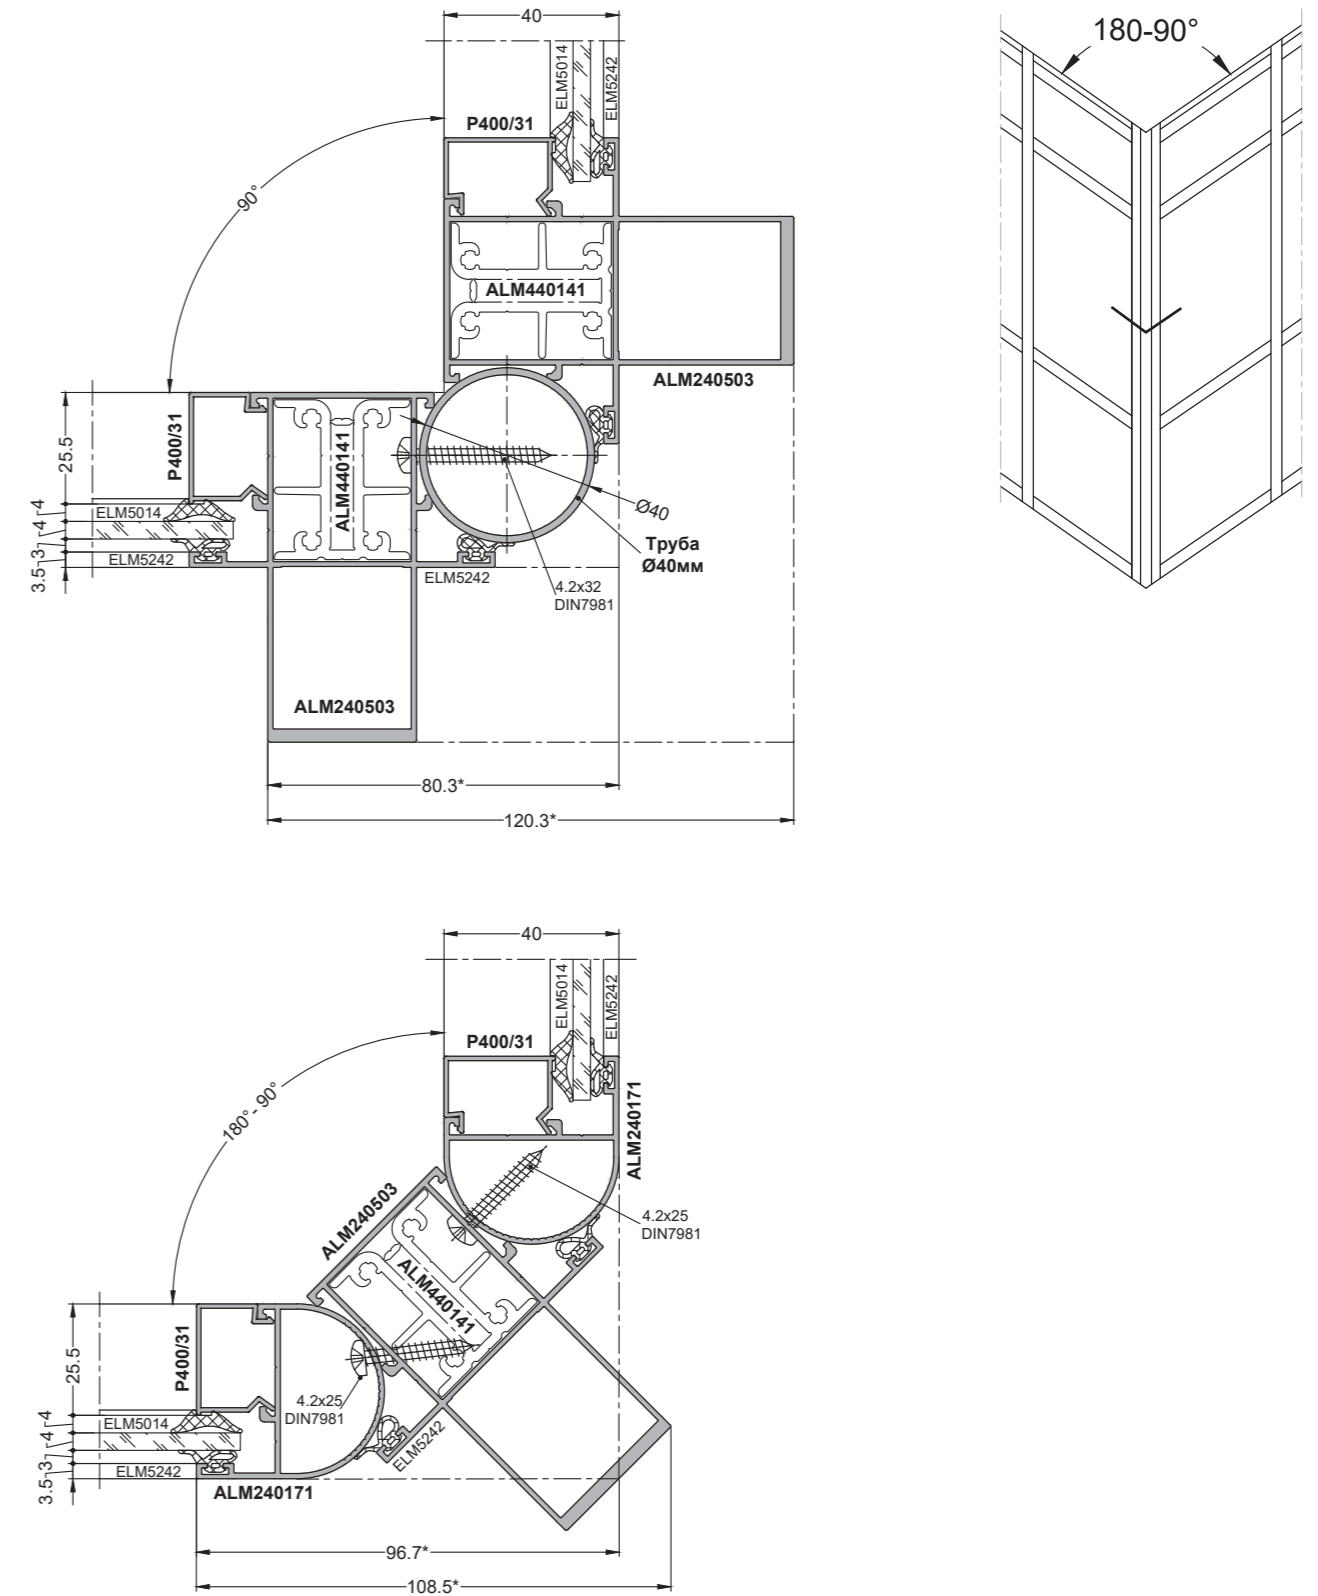 40
180-90°
ELM5014
ELM5242
P400/31
90°
ALM440141
ALM240503
P400/31
25.5
ALM440141
4
4
3
3.5
ELM5014
ELM5242
ELM5242
Ø40
Труба
Ø40мм
4.2x32
DIN7981
ALM240503
80.3*
120.3*
40
ELM5014
ELM5242
P400/31
180°- 90°
ALM240171
ALM240503
4.2x25
DIN7981
ALM440141
P400/31
25.5
4.2x25
DIN7981
4
4
3
3.5
ELM5014
ELM5242
ELM5242
ALM240171
96.7*
108.5*